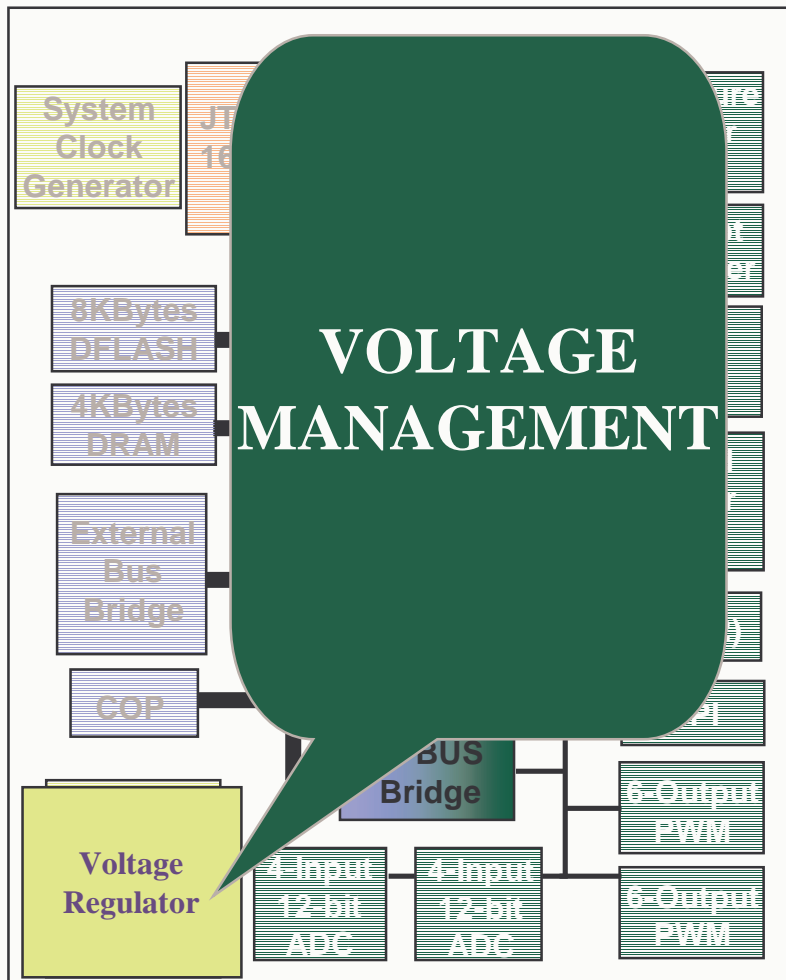 System
Clock
Generator
VOLTAGE
MANAGEMENT
8KBytes
DFLASH
4KBytes
DRAM
External
Bus
Bridge
COP
BUS
Bridge
6-Output
PWM
Voltage
Regulator
4-Input
12-bit
ADC
4-Input
12-bit
ADC
6-Output
PWM